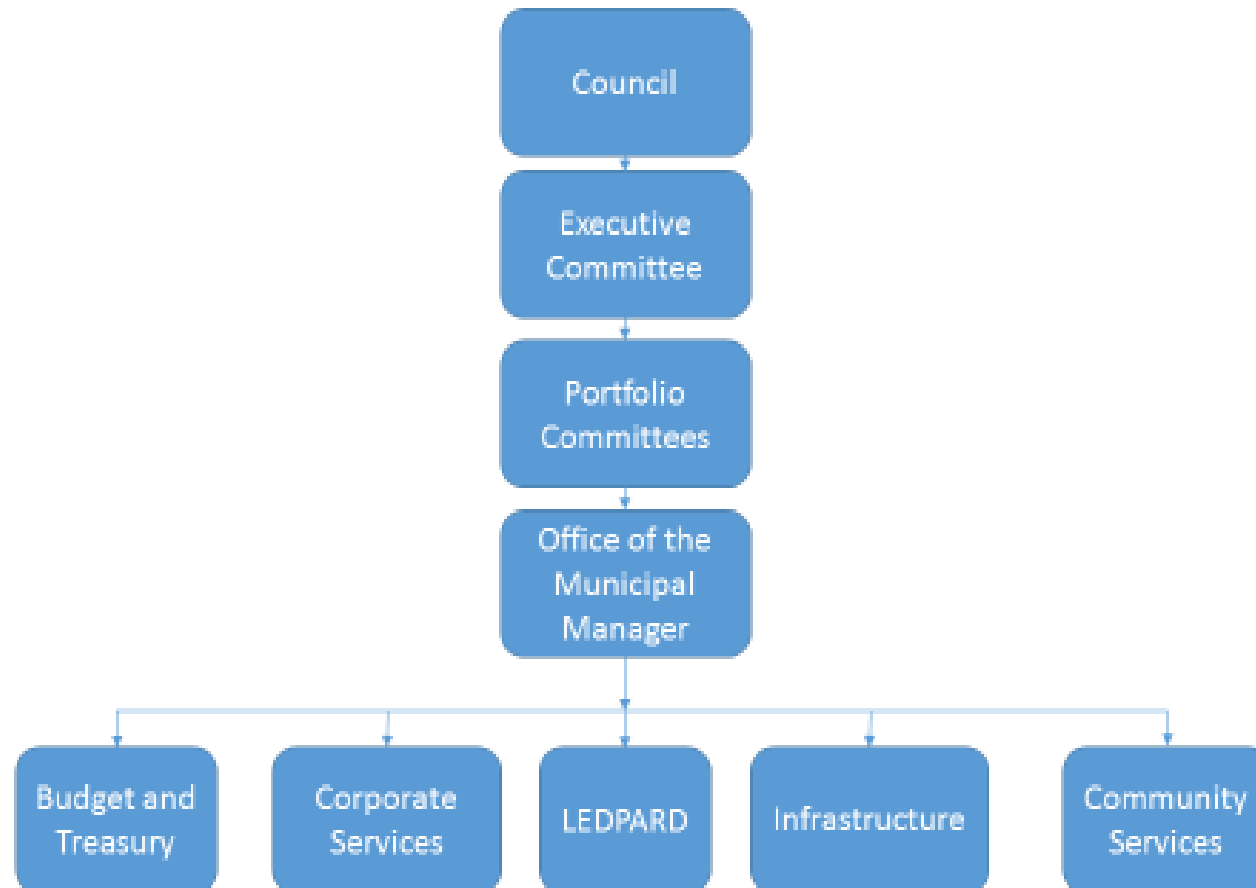 Council
Executive
Committee
Portfolio
Committees
Office of the
Municipal
Manager
Budget and
Treasury
Corporate
Services
LEDPARD
Infrastructure
Community
Services